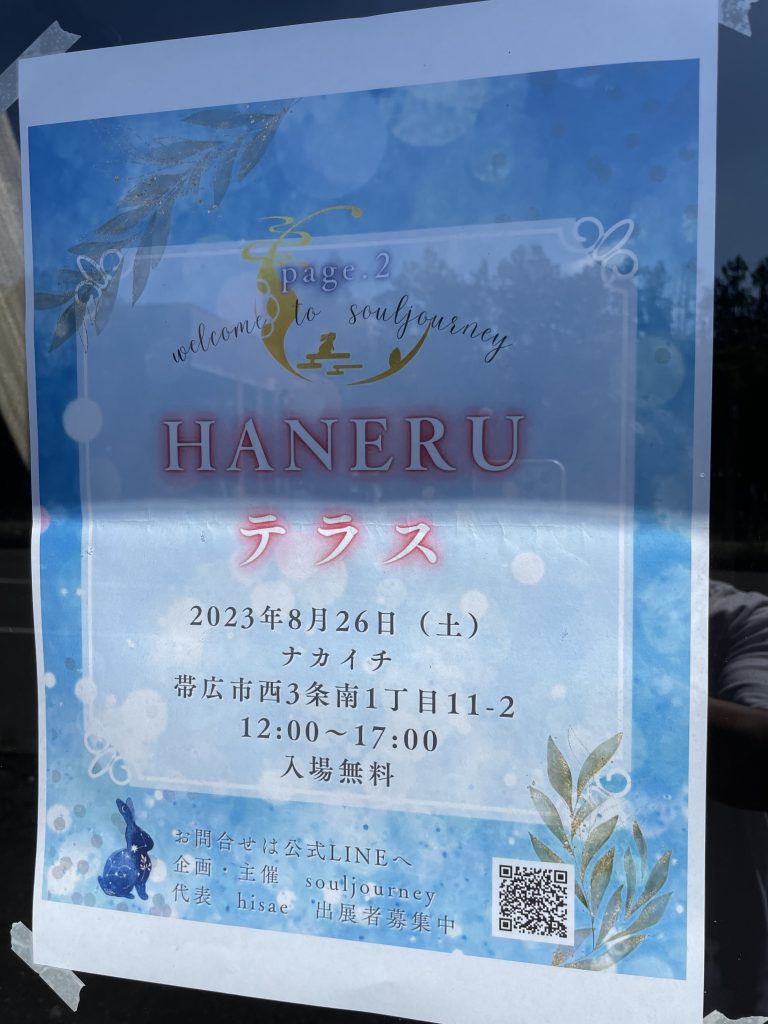 page.2
welcome to souljourney
HANERU
テラス
2023年8月26日（土）
ナカイチ
帯広市西3条南1丁目11-2
12:00～17:00
入場無料
お問合せは公式LINEへ
企画・主催 souljourney
代表 hisae 出展者募集中